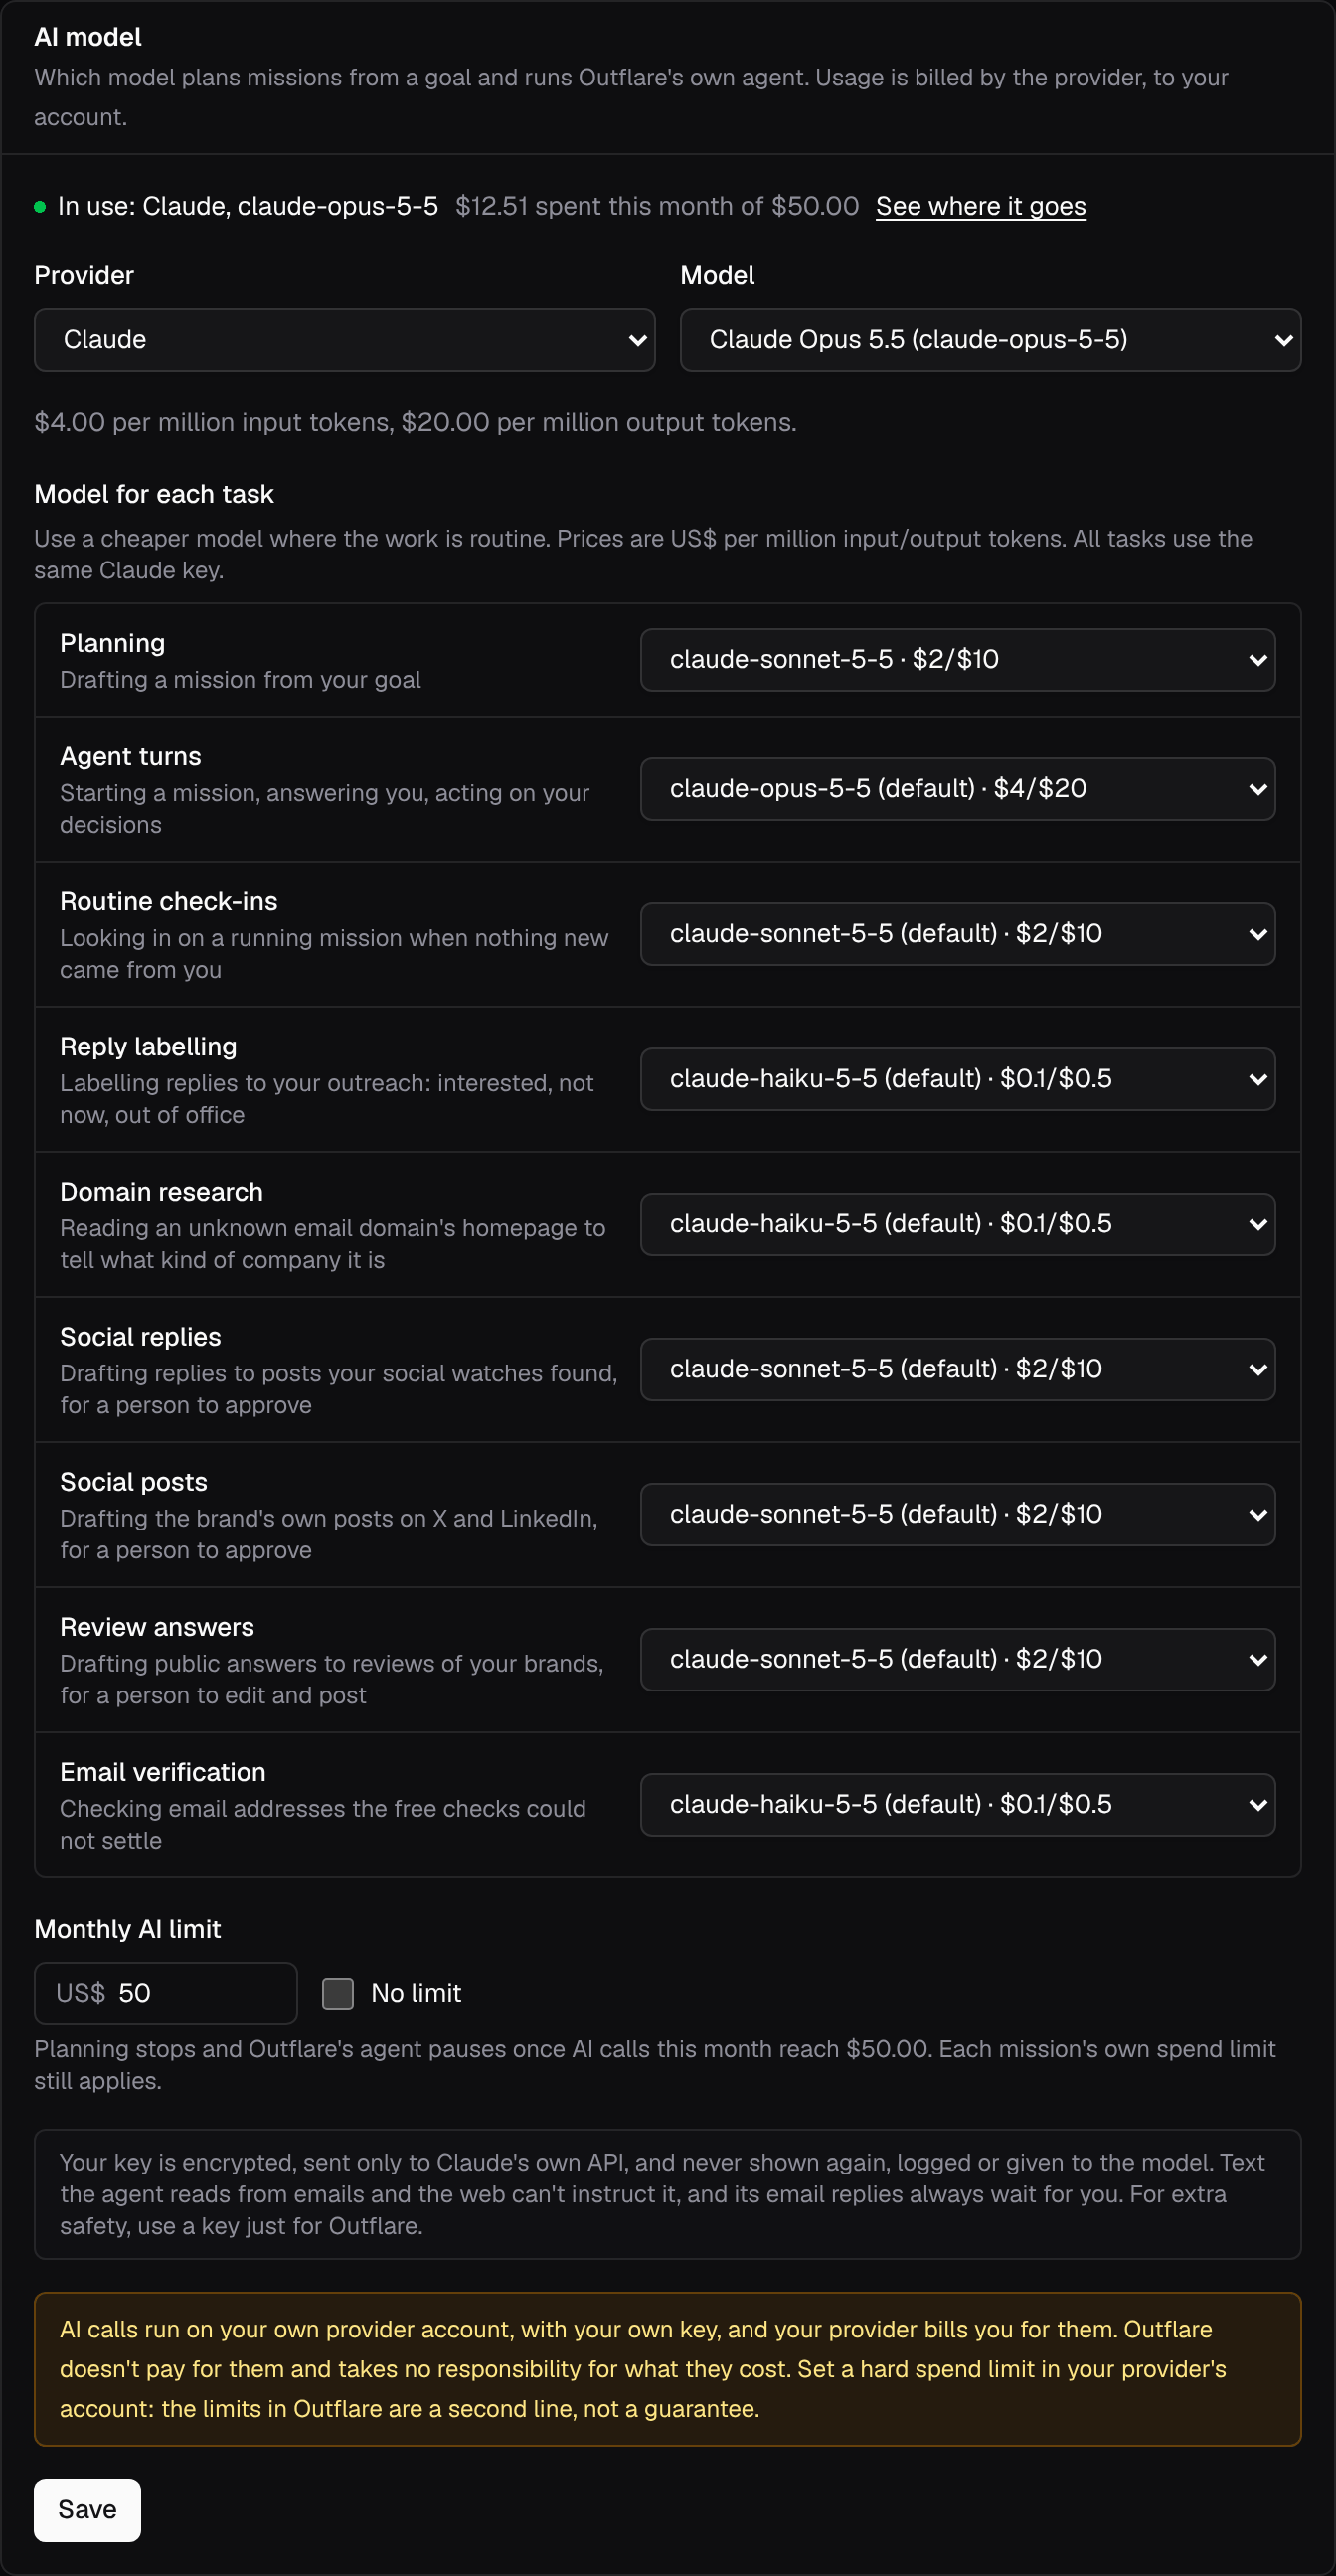 AI model
Which model plans missions from a goal and runs Outflare's own agent. Usage is billed by the provider, to your
account.
In use: Claude, claude-opus-5-5 $12.51 spent this month of $50.00 See where it goes
Provider Model
Claude Claude Opus 5.5 (claude-opus-5-5)
$4.00 per million input tokens, $20.00 per million output tokens.
Model for each task
Use a cheaper model where the work is routine. Prices are US$ per million input/output tokens. All tasks use the
same Claude key.
Planning
Drafting a mission from your goal
claude-sonnet-5-5 · $2/$10
Agent turns
Starting a mission, answering you, acting on your
decisions
claude-opus-5-5 (default) · $4/$20
Routine check-ins
Looking in on a running mission when nothing new
came from you
claude-sonnet-5-5 (default) · $2/$10
Reply labelling
Labelling replies to your outreach: interested, not
now, out of office
claude-haiku-5-5 (default) · $0.1/$0.5
Domain research
Reading an unknown email domain's homepage to
tell what kind of company it is
claude-haiku-5-5 (default) · $0.1/$0.5
Social replies
Drafting replies to posts your social watches found,
for a person to approve
claude-sonnet-5-5 (default) · $2/$10
Social posts
Drafting the brand's own posts on X and LinkedIn,
for a person to approve
claude-sonnet-5-5 (default) · $2/$10
Review answers
Drafting public answers to reviews of your brands,
for a person to edit and post
claude-sonnet-5-5 (default) · $2/$10
Email verification
Checking email addresses the free checks could
not settle
claude-haiku-5-5 (default) · $0.1/$0.5
Monthly AI limit
US$ 50 No limit
Planning stops and Outflare's agent pauses once AI calls this month reach $50.00. Each mission's own spend limit
still applies.
Your key is encrypted, sent only to Claude's own API, and never shown again, logged or given to the model. Text
the agent reads from emails and the web can't instruct it, and its email replies always wait for you. For extra
safety, use a key just for Outflare.
AI calls run on your own provider account, with your own key, and your provider bills you for them. Outflare
doesn't pay for them and takes no responsibility for what they cost. Set a hard spend limit in your provider's
account: the limits in Outflare are a second line, not a guarantee.
Save